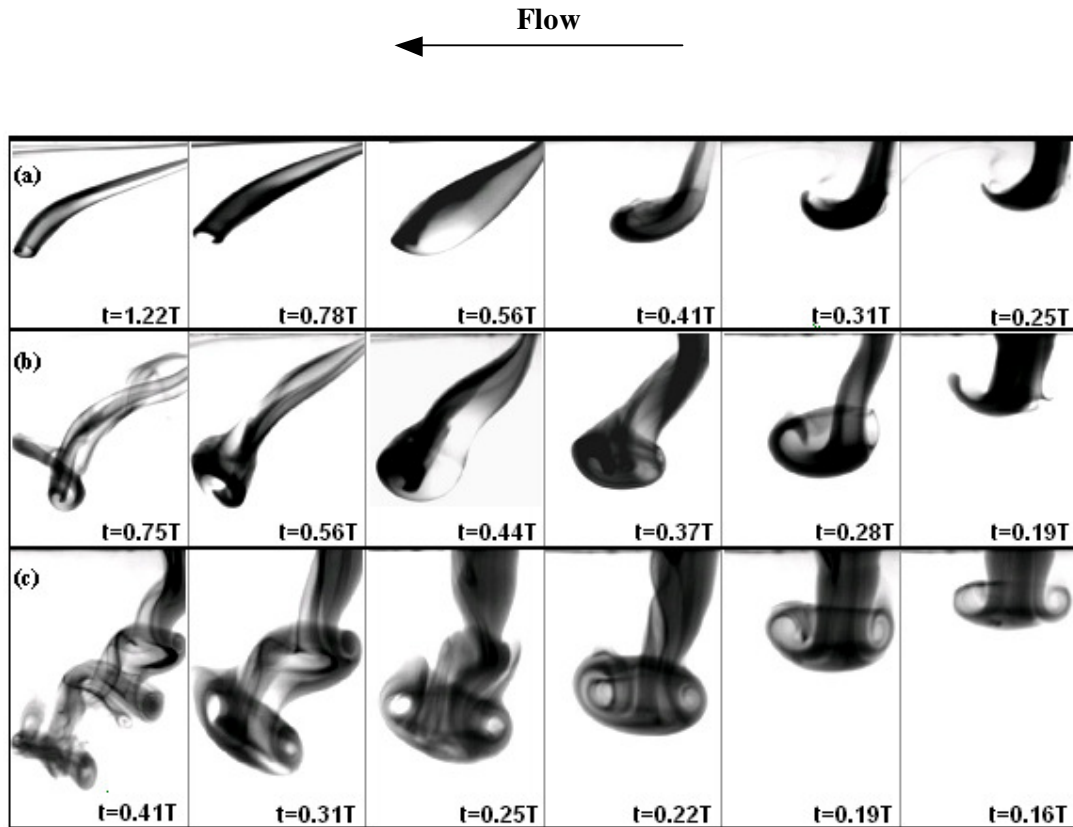 Flow
(a)
t=1.22T t=0.78T t=0.56T t=0.41T t=0.31T t=0.25T
(b)
t=0.75T t=0.56T t=0.44T t=0.37T t=0.28T t=0.19T
(c)
t=0.41T t=0.31T t=0.25T t=0.22T t=0.19T t=0.16T